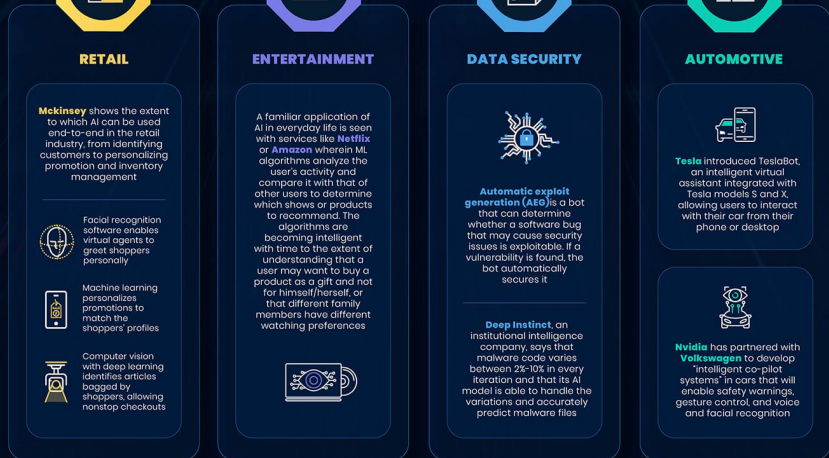 RETAIL
Mckinsey shows the extent
to which AI can be used
end-to-end in the retail
industry, from identifying
customers to personalizing
promotion and inventory
management
Facial recognition
software enables
virtual agents to
greet shoppers
personally
Machine learning
personalizes
promotions to
match the
shoppers' profiles
Computer vision
with deep learning
identifies articles
bagged by
shoppers, allowing
nonstop checkouts
ENTERTAINMENT
A familiar application of
AI in everyday life is seen
with services like Netflix
or Amazon wherein ML
algorithms analyze the
user's activity and
compare it with that of
other users to determine
which shows or products
to recommend. The
algorithms are
becoming intelligent
with time to the extent of
understanding that a
user may want to buy a
product as a gift and not
for himself/herself, or
that different family
members have different
watching preferences
DATA SECURITY
Automatic exploit
generation (AEG)is a bot
that can determine
whether a software bug
that may cause security
issues is exploitable. If a
vulnerability is found, the
bot automatically
secures it
Deep Instinct, an
institutional intelligence
company, says that
malware code varies
between 2%-10% in every
iteration and that its AI
model is able to handle the
variations and accurately
predict malware files
AUTOMOTIVE
Tesla introduced TeslaBot,
an intelligent virtual
assistant integrated with
Tesla models S and X,
allowing users to interact
with their car from their
phone or desktop
Nvidia has partnered with
Volkswagen to develop
"intelligent co-pilot
systems" in cars that will
enable safety warnings,
gesture control, and voice
and facial recognition